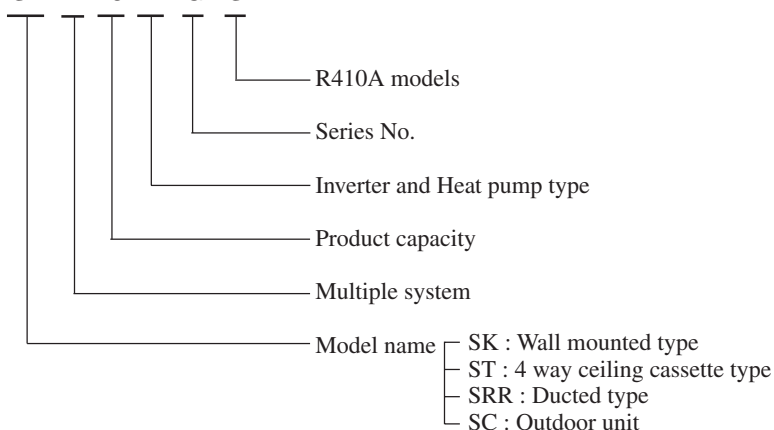 R410A models
Series No.
Inverter and Heat pump type
Product capacity
Multiple system
Model name
SK : Wall mounted type
ST : 4 way ceiling cassette type
SRR : Ducted type
SC : Outdoor unit